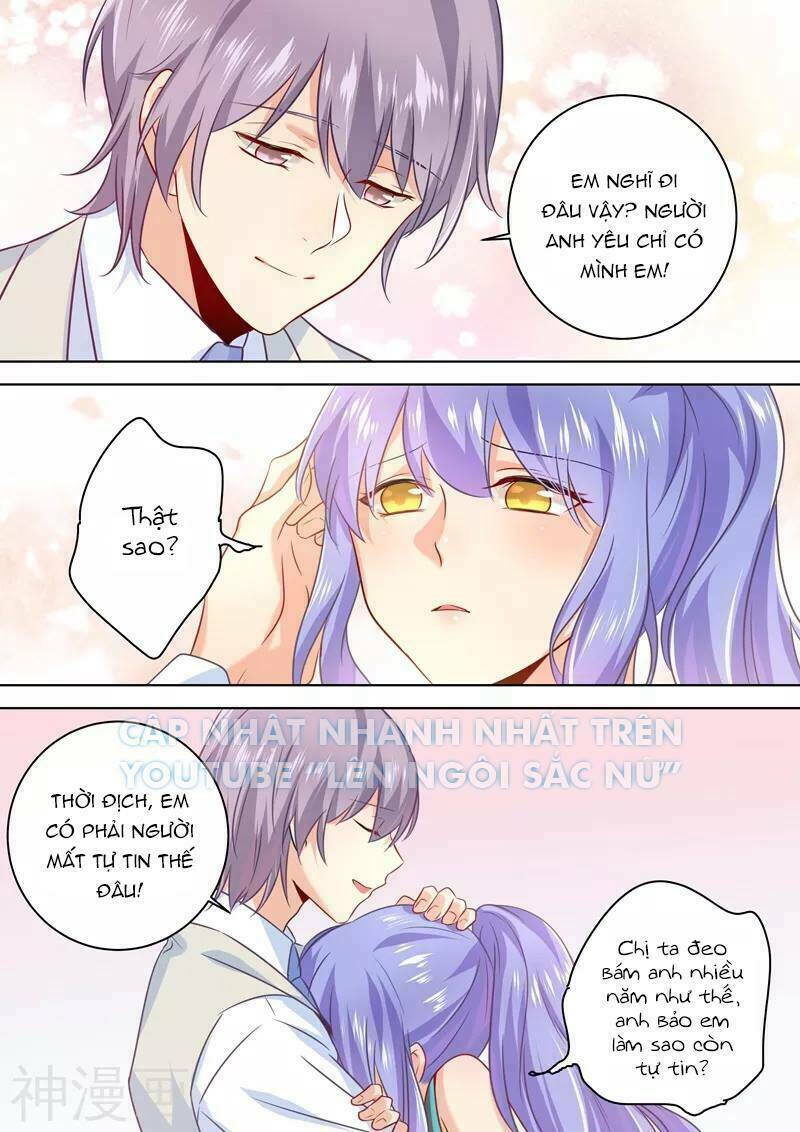 EM NGHĨ ĐI
ĐÂU VẬY? NGƯỜI
ANH YÊU CHỈ CÓ
MÌNH EM!
Thật
sao?
CẬP NHẬT NHANH NHẤT TRÊN
YOUTUBE "LÊN NGÔI SẮC NỮ"
THỜI ĐỊCH, EM
CÓ PHẢI NGƯỜI
MẤT TỰ TIN THẾ
ĐÂU!
Chị ta đeo
bám anh nhiều
năm như thế,
anh bảo em
làm sao còn
tự tin?
神漫画